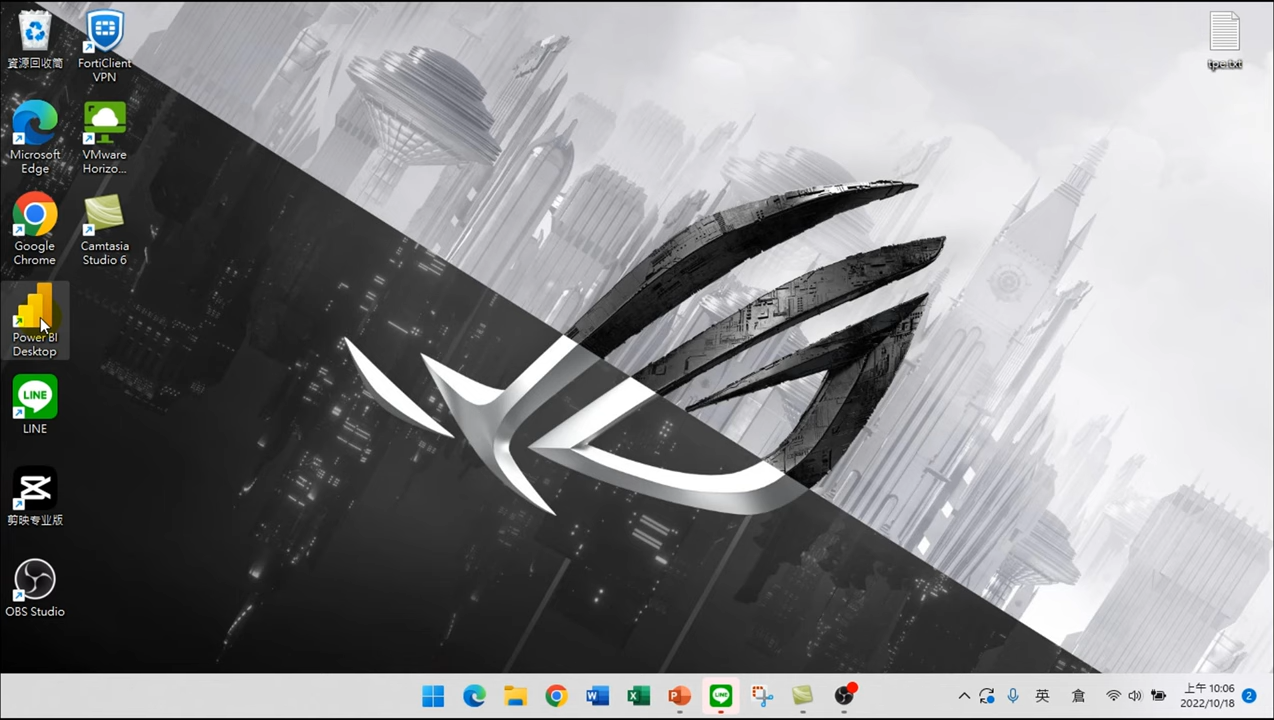 資源回收筒
FortiClient
VPN
tpe.txt
Microsoft
Edge
VMware
Horizo...
Google
Chrome
Camtasia
Studio 6
Power BI
Desktop
LINE
LINE
剪映专业版
OBS Studio
W
X
P
LINE
英
倉
上午 10:06
2022/10/18
2